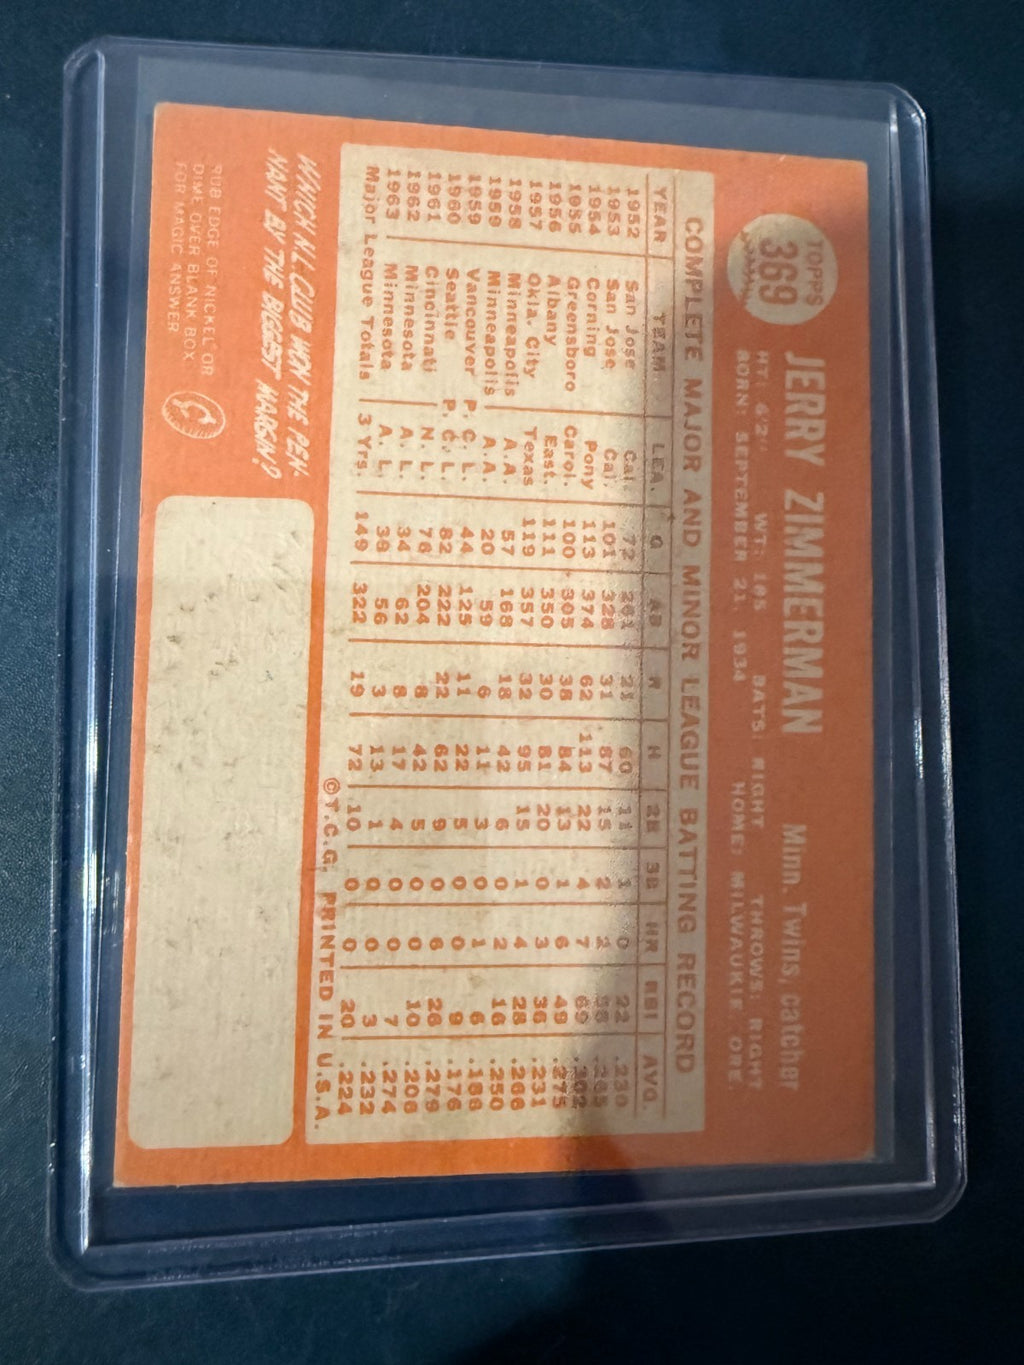 TOPPS
369
JERRY ZIMMERMAN Minn. Twins, catcher
HT: 6'2" WT: 185 BATS: RIGHT THROWS: RIGHT
BORN: SEPTEMBER 21, 1934 HOME: MILWAUKIE, ORE.
COMPLETE MAJOR AND MINOR LEAGUE BATTING RECORD
YEAR TEAM LEA. G AB R H 2B 3B HR RBI AVG.
1952 San Jose Cal. 72 261 21 60 11 1 0 22 .230
1953 San Jose Cal. 101 328 31 87 15 2 .265
1954 Corning Pony 113 374 62 113 22 4 7 69 .302
1955 Greensboro Carol. 100 305 38 84 13 1 6 49 .275
1956 Albany East. 111 350 30 81 20 0 3 36 .231
1957 Okla. City Texas 119 357 32 95 15 1 4 28 .266
1958 Minneapolis A.A. 57 168 18 42 6 0 2 16 .250
1959 Minneapolis A.A. 20 59 6 11 3 0 1 6 .186
1959 Vancouver P.C.L. 44 125 11 22 5 0 0 9 .176
1960 Seattle P.C.L. 82 222 22 62 9 0 6 26 .279
1961 Cincinnati N.L. 76 204 8 42 5 0 0 10 .206
1962 Minnesota A.L. 34 62 8 17 4 0 0 7 .274
1963 Minnesota A.L. 39 56 3 13 1 0 0 3 .232
Major League Totals 3 Yrs. 149 322 19 72 10 0 0 20 .224
©T.C.G. PRINTED IN U.S.A.
WHICH N.L. CLUB WON THE PEN-
NANT BY THE BIGGEST MARGIN?
RUB EDGE OF NICKEL OR
DIME OVER BLANK BOX
FOR MAGIC ANSWER